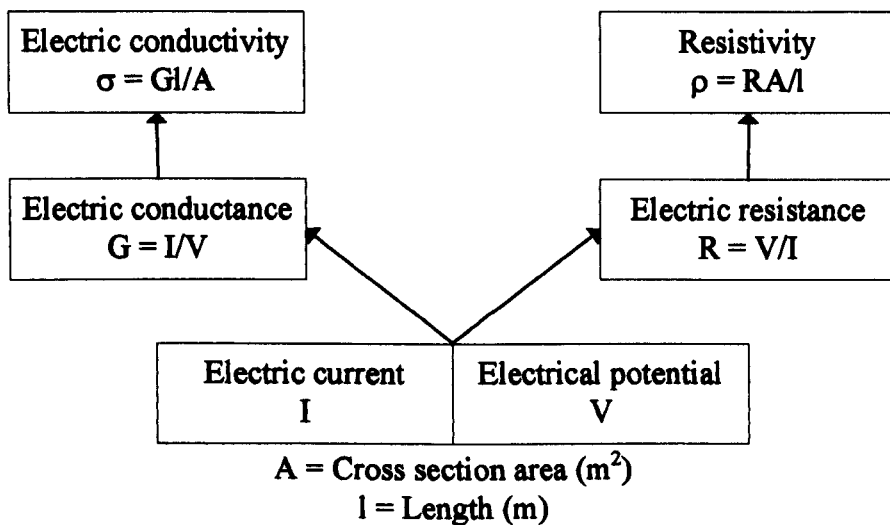 Electric conductivity
σ = Gl/A
Resistivity
ρ = RA/l
Electric conductance
G = I/V
Electric resistance
R = V/I
Electric current
I
Electrical potential
V
A = Cross section area (m²)
l = Length (m)